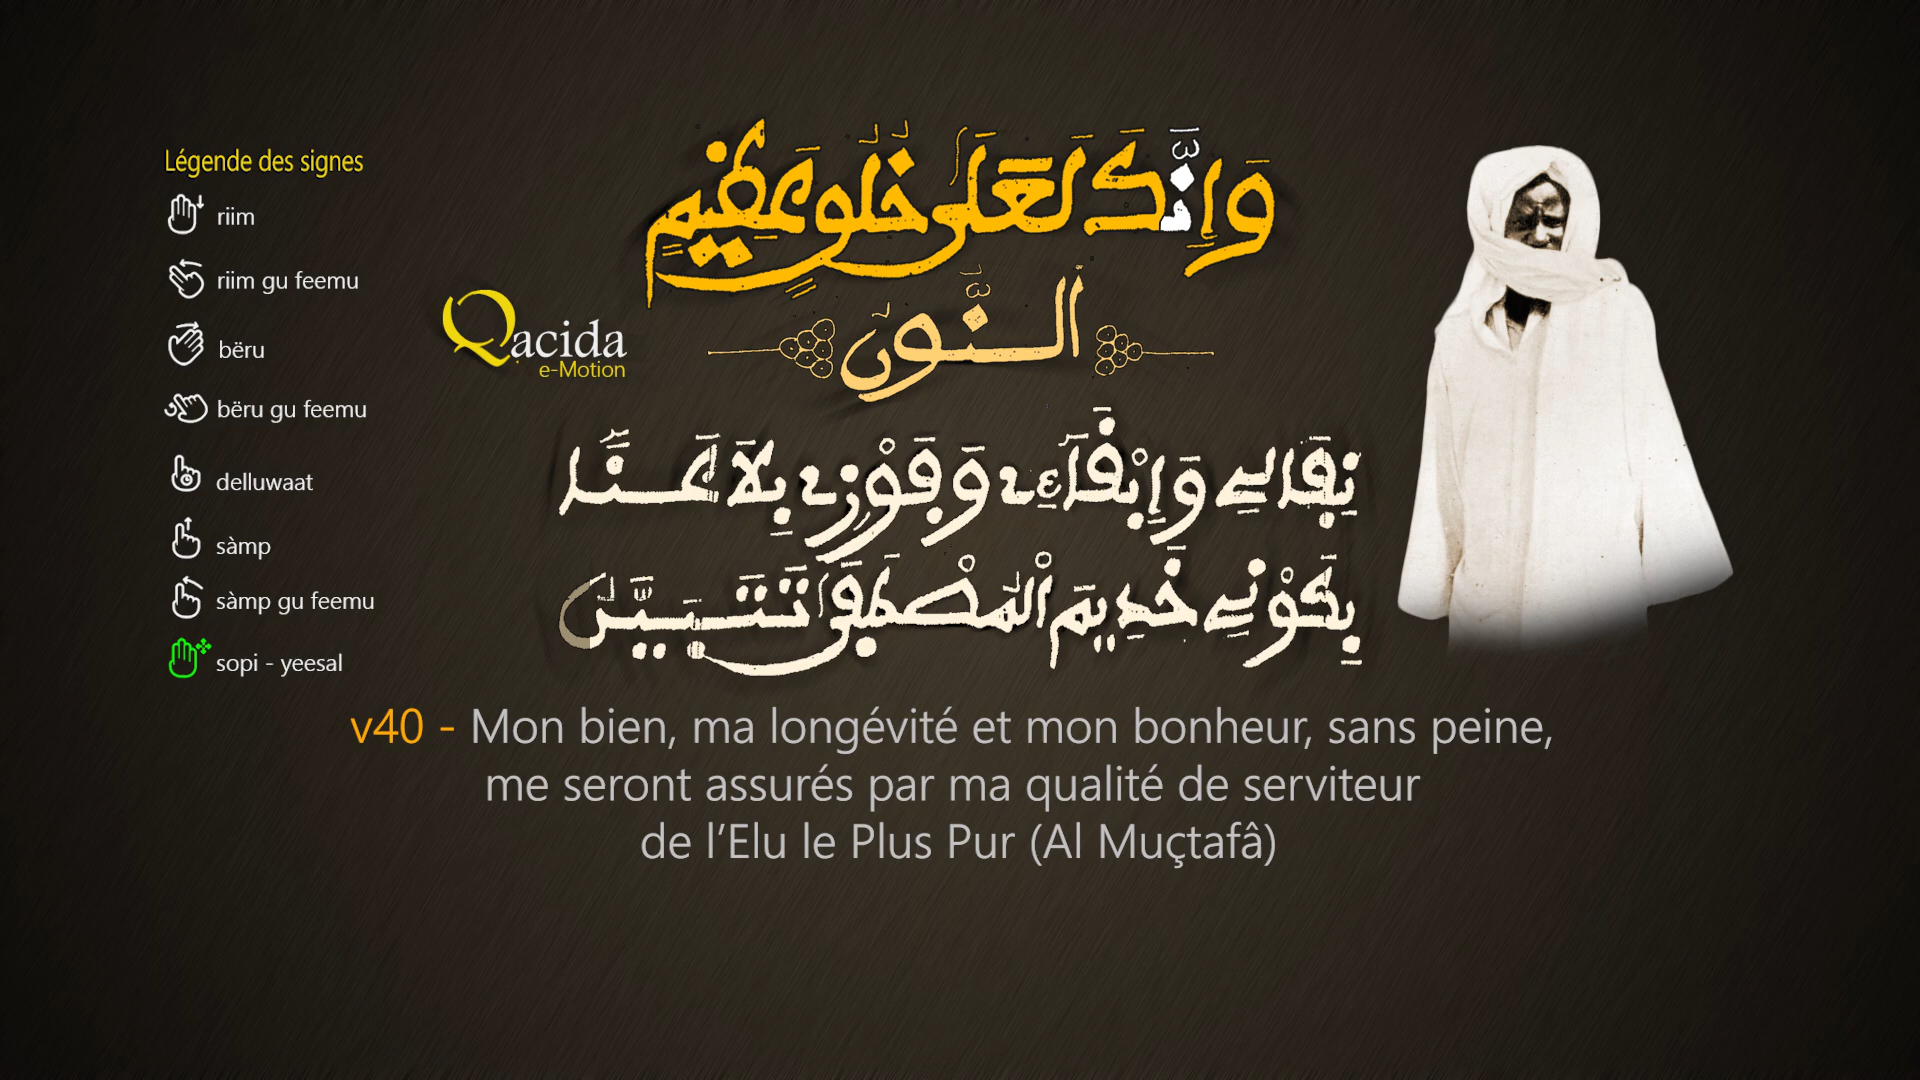 Légende des signes
riim
riim gu feemu
bëru
bëru gu feemu
delluwaat
sàmp
sàmp gu feemu
sopi - yeesal
Qacida
e-Motion
وَإِنَّكَ لَعَلَىٰ خُلُقٍ عَظِيمٍ
النُّون
بِكَوْنِي خَدِيمَ الْمُصْطَفَى
v40 - Mon bien, ma longévité et mon bonheur, sans peine,
me seront assurés par ma qualité de serviteur
de l’Elu le Plus Pur (Al Muçtafâ)